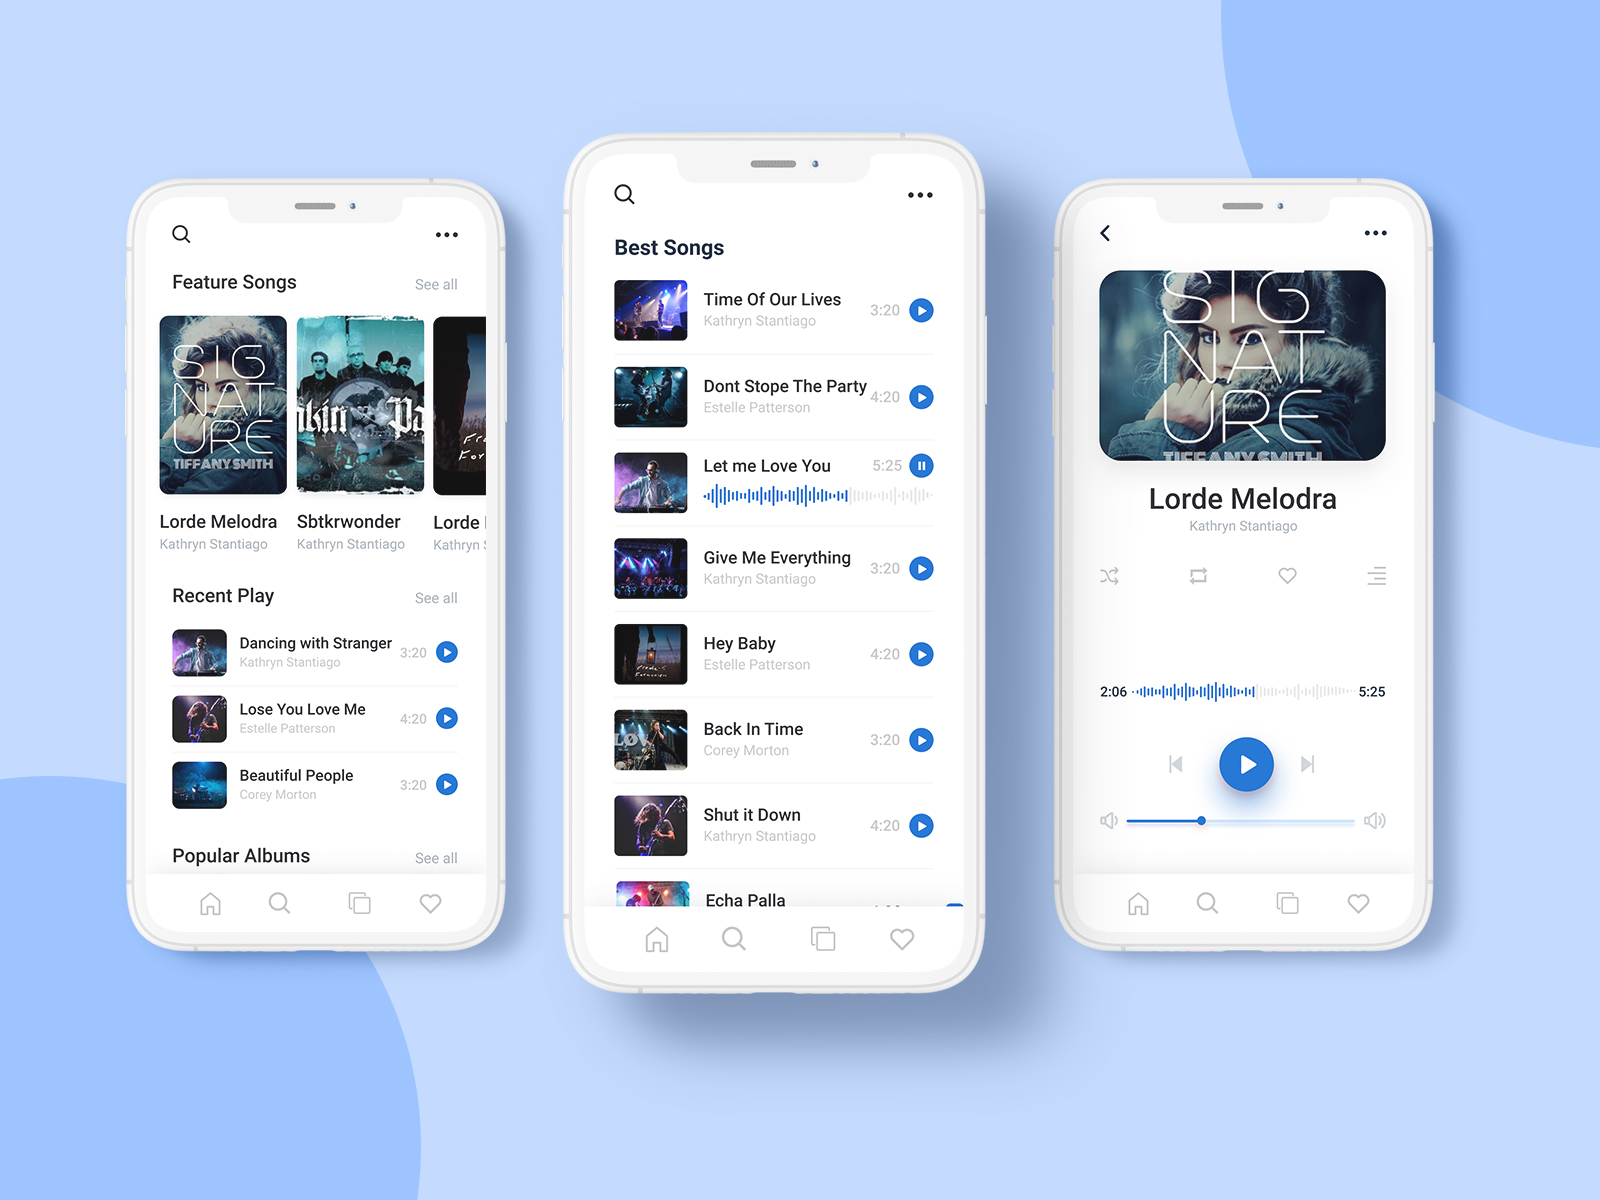 Feature Songs
See all
SIG
NAT
URE
TIFFANY SMITH
Lorde Melodra
Kathryn Stantiago
Sbtkrwonder
Kathryn Stantiago
Lorde
Kathryn
Recent Play
See all
Dancing with Stranger
Kathryn Stantiago
3:20
Lose You Love Me
Estelle Patterson
4:20
Beautiful People
Corey Morton
3:20
Popular Albums
See all
Best Songs
Time Of Our Lives
Kathryn Stantiago
3:20
Dont Stope The Party
Estelle Patterson
4:20
Let me Love You
5:25
Give Me Everything
Kathryn Stantiago
3:20
Hey Baby
Estelle Patterson
4:20
Back In Time
Corey Morton
3:20
Shut it Down
Kathryn Stantiago
4:20
Echa Palla
SIG
NAT
URE
TIFFANY SMITH
Lorde Melodra
Kathryn Stantiago
2:06
5:25